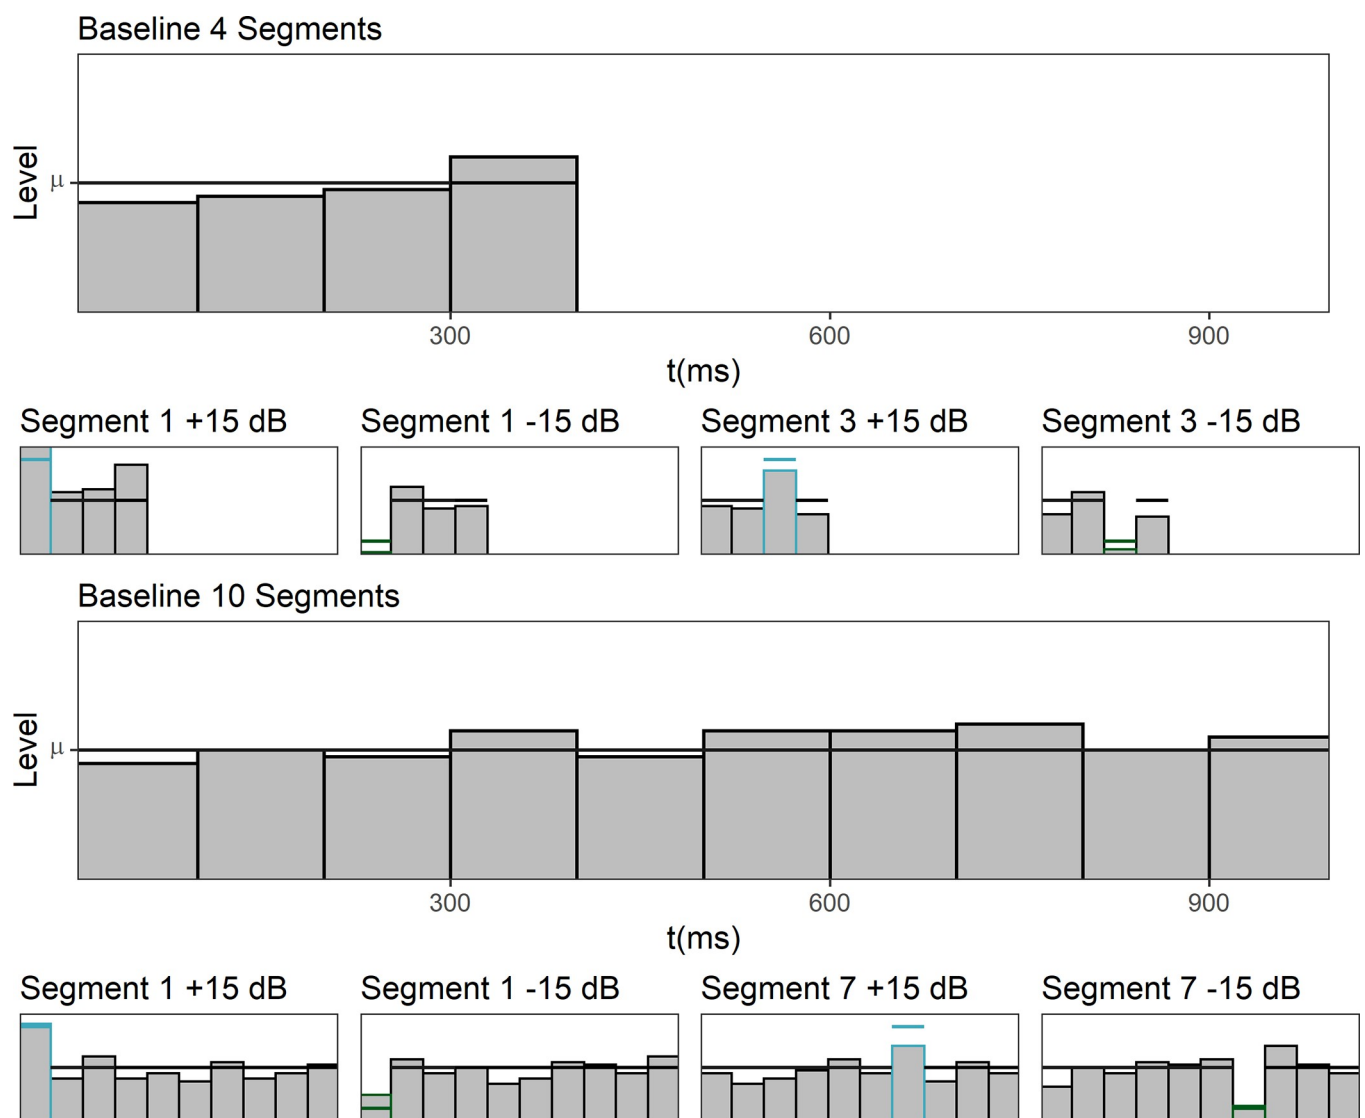 Baseline 4 Segments
Level
μ
300 600 900
t(ms)
Segment 1 +15 dB Segment 1 -15 dB Segment 3 +15 dB Segment 3 -15 dB
Baseline 10 Segments
Level
μ
300 600 900
t(ms)
Segment 1 +15 dB Segment 1 -15 dB Segment 7 +15 dB Segment 7 -15 dB